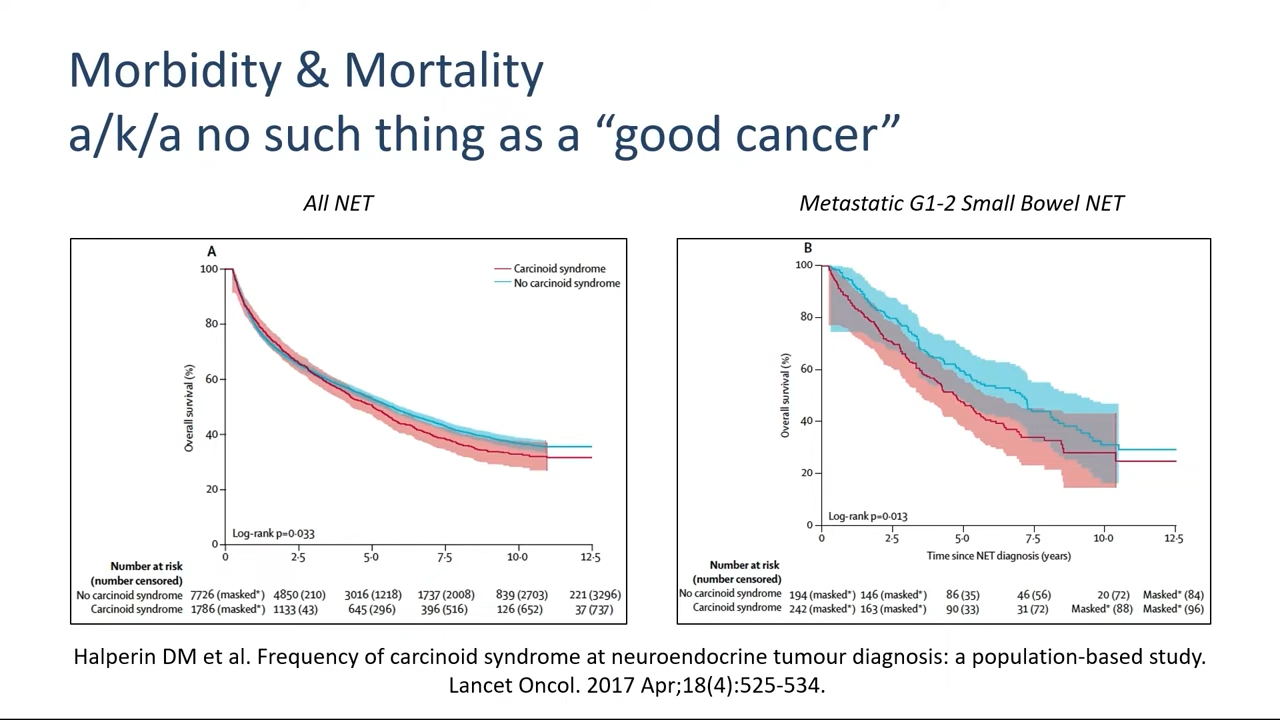 Morbidity & Mortality
a/k/a no such thing as a “good cancer”
All NET
Metastatic G1-2 Small Bowel NET
A
Carcinoid syndrome
No carcinoid syndrome
Overall survival (%)
100
80
60
40
20
0
Log-rank p=0·033
0 2·5 5·0 7·5 10·0 12·5
Number at risk
(number censored)
No carcinoid syndrome 7726 (masked*) 4850 (210) 3016 (1218) 1737 (2008) 839 (2703) 221 (3296)
Carcinoid syndrome 1786 (masked*) 1133 (43) 645 (296) 396 (516) 126 (652) 37 (737)
B
Overall survival (%)
100
80
60
40
20
0
Log-rank p=0·013
0 2·5 5·0 7·5 10·0 12·5
Time since NET diagnosis (years)
Number at risk
(number censored)
No carcinoid syndrome 194 (masked*) 146 (masked*) 86 (35) 46 (56) 20 (72) Masked* (84)
Carcinoid syndrome 242 (masked*) 163 (masked*) 90 (33) 31 (72) Masked* (88) Masked* (96)
Halperin DM et al. Frequency of carcinoid syndrome at neuroendocrine tumour diagnosis: a population-based study.
Lancet Oncol. 2017 Apr;18(4):525-534.